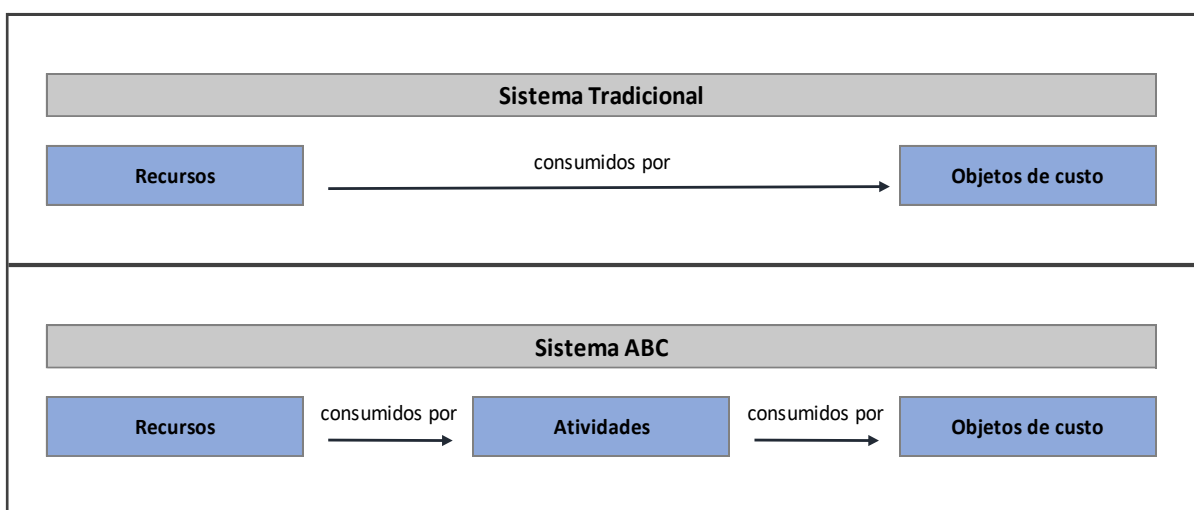 Sistema Tradicional
Recursos
consumidos por
Objetos de custo
Sistema ABC
Recursos
consumidos por
Atividades
consumidos por
Objetos de custo